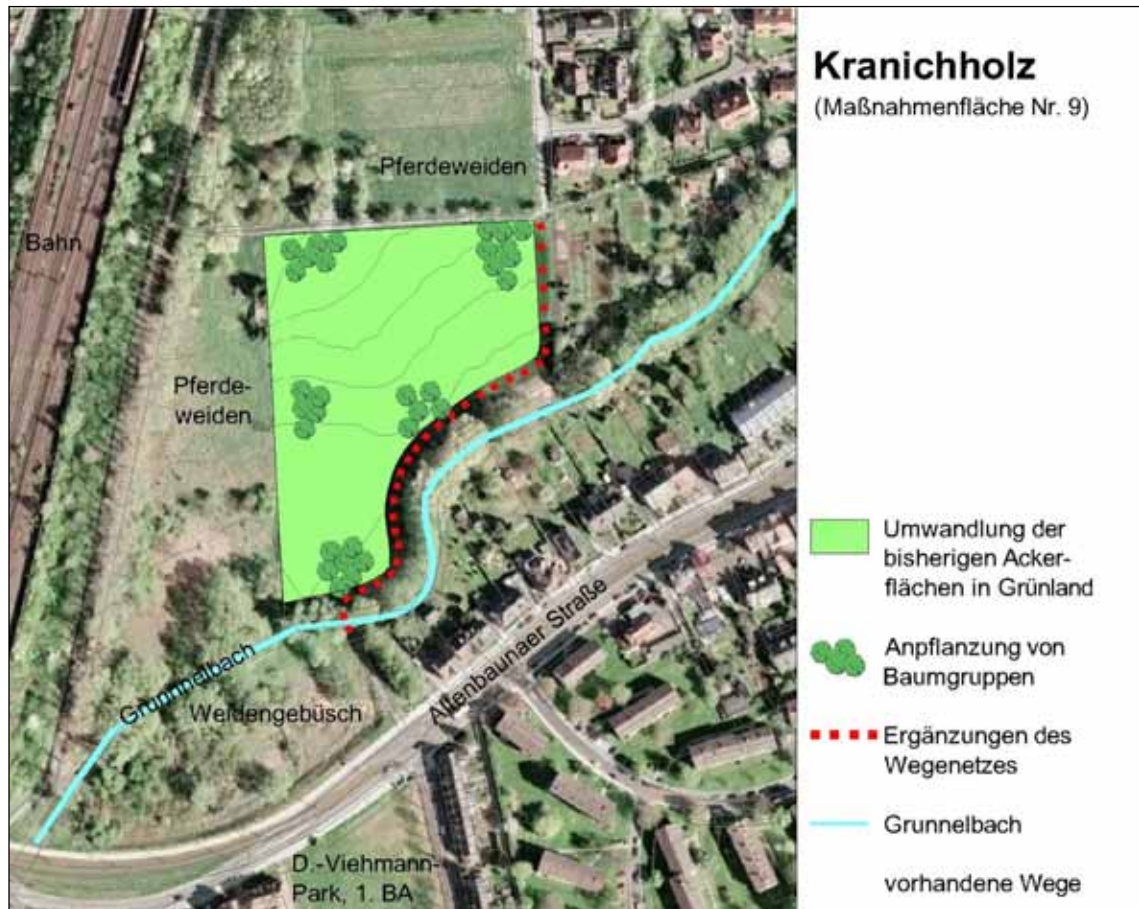 Kranichholz
(Maßnahmenfläche Nr. 9)
Pferdeweiden
Bahn
Pferde-
weiden
Grunnelbach
Weidengebüsch
Altenbaunaer Straße
D.-Viehmann-
Park, 1. BA
Umwandlung der
bisherigen Acker-
flächen in Grünland
Anpflanzung von
Baumgruppen
Ergänzungen des
Wegenetzes
Grunnelbach
vorhandene Wege